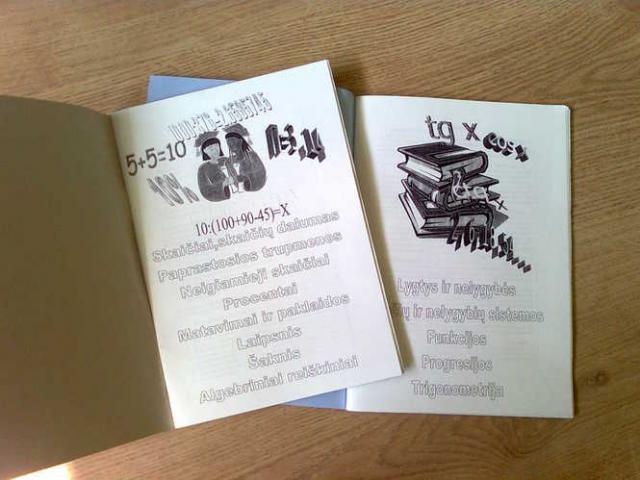 5+5=10
10%
10:(100+90-45)=X
Skaičiai,skaičių dalumas
Paprastosios trupmenos
Neigiamieji skaičiai
Procentai
Matavimai ir paklaidos
Laipsnis
Šaknis
Algebriniai reiškiniai
tg x
cos x
Lygtys ir nelygybės
ir nelygybių sistemos
Funkcijos
Progresijos
Trigonometrija